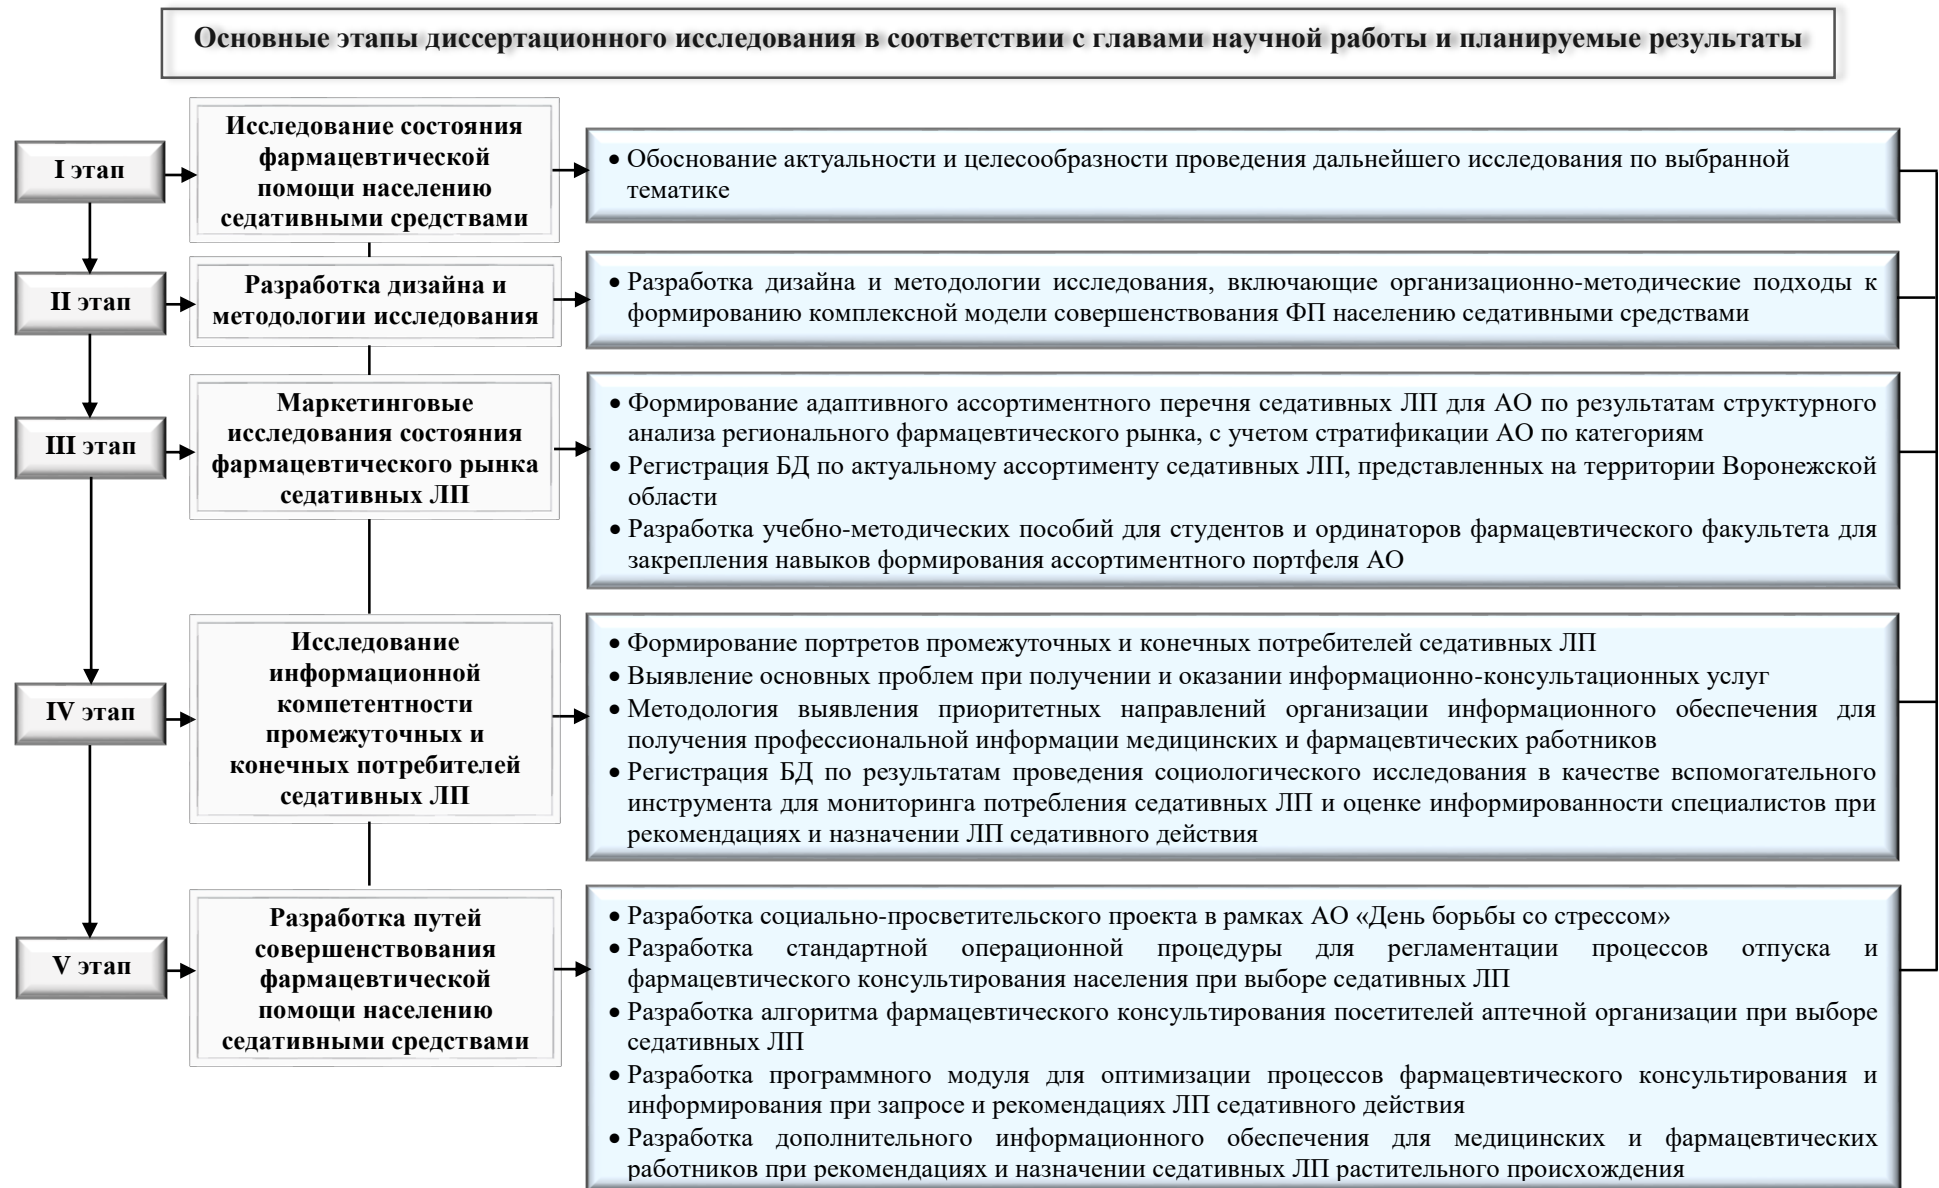 Основные этапы диссертационного исследования в соответствии с главами научной работы и планируемые результаты
I этап
Исследование состояния
фармацевтической
помощи населению
седативными средствами
• Обоснование актуальности и целесообразности проведения дальнейшего исследования по выбранной
тематике
II этап
Разработка дизайна и
методологии исследования
• Разработка дизайна и методологии исследования, включающие организационно-методические подходы к
формированию комплексной модели совершенствования ФП населению седативными средствами
III этап
Маркетинговые
исследования состояния
фармацевтического рынка
седативных ЛП
• Формирование адаптивного ассортиментного перечня седативных ЛП для АО по результатам структурного
анализа регионального фармацевтического рынка, с учетом стратификации АО по категориям
• Регистрация БД по актуальному ассортименту седативных ЛП, представленных на территории Воронежской
области
• Разработка учебно-методических пособий для студентов и ординаторов фармацевтического факультета для
закрепления навыков формирования ассортиментного портфеля АО
IV этап
Исследование
информационной
компетентности
промежуточных и
конечных потребителей
седативных ЛП
• Формирование портретов промежуточных и конечных потребителей седативных ЛП
• Выявление основных проблем при получении и оказании информационно-консультационных услуг
• Методология выявления приоритетных направлений организации информационного обеспечения для
получения профессиональной информации медицинских и фармацевтических работников
• Регистрация БД по результатам проведения социологического исследования в качестве вспомогательного
инструмента для мониторинга потребления седативных ЛП и оценке информированности специалистов при
рекомендациях и назначении ЛП седативного действия
V этап
Разработка путей
совершенствования
фармацевтической
помощи населению
седативными средствами
• Разработка социально-просветительского проекта в рамках АО «День борьбы со стрессом»
• Разработка стандартной операционной процедуры для регламентации процессов отпуска и
фармацевтического консультирования населения при выборе седативных ЛП
• Разработка алгоритма фармацевтического консультирования посетителей аптечной организации при выборе
седативных ЛП
• Разработка программного модуля для оптимизации процессов фармацевтического консультирования и
информирования при запросе и рекомендациях ЛП седативного действия
• Разработка дополнительного информационного обеспечения для медицинских и фармацевтических
работников при рекомендациях и назначении седативных ЛП растительного происхождения